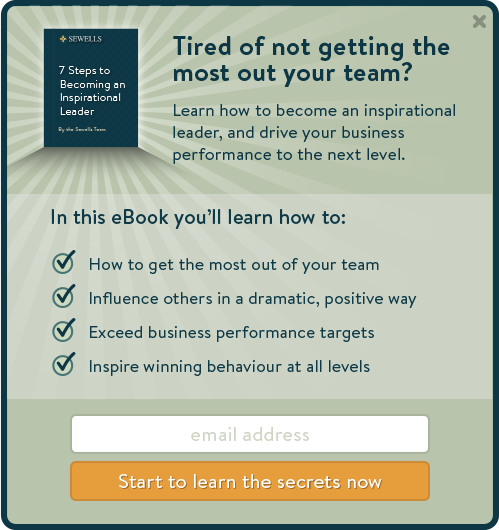 SEWELLS
7 Steps to
Becoming an
Inspirational
Leader
By the Sewells Team
Tired of not getting the
most out your team?
Learn how to become an inspirational
leader, and drive your business
performance to the next level.
In this eBook you’ll learn how to:
How to get the most out of your team
Influence others in a dramatic, positive way
Exceed business performance targets
Inspire winning behaviour at all levels
email address
Start to learn the secrets now